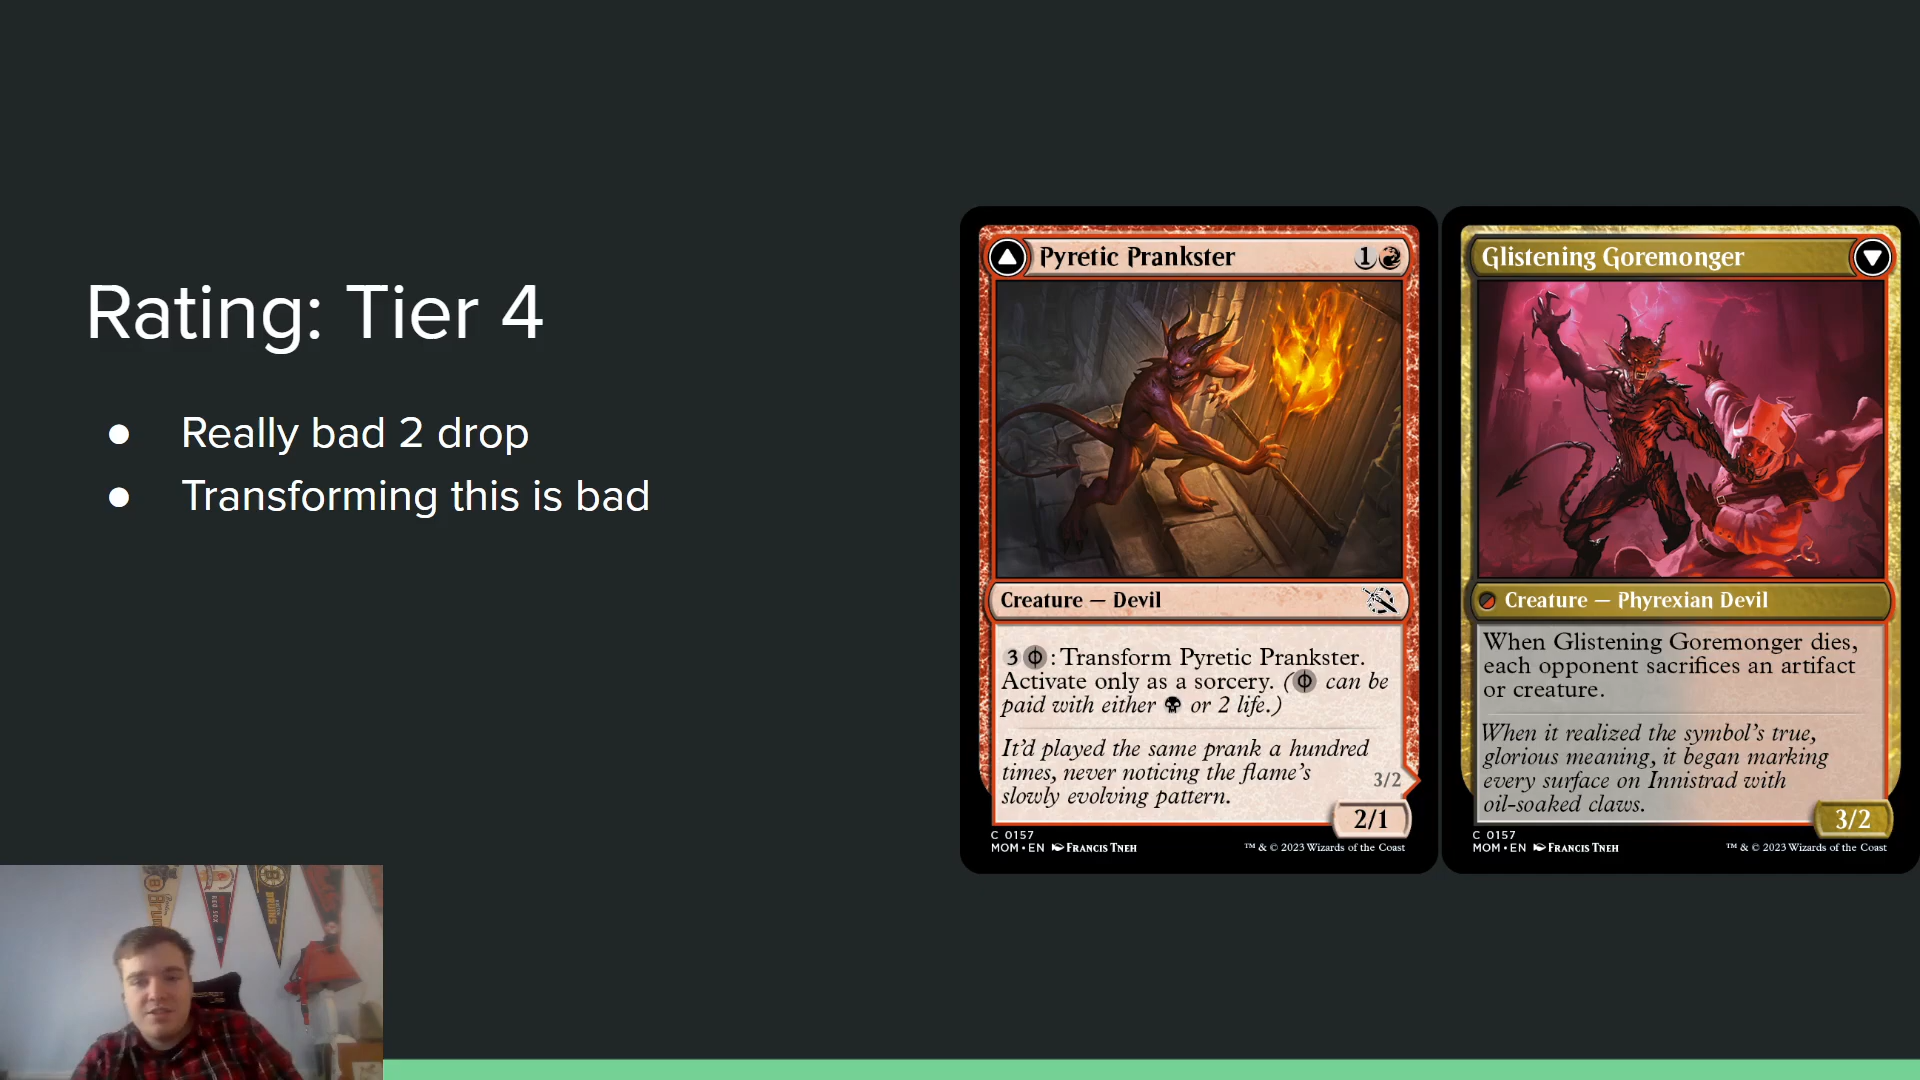 Rating: Tier 4
● Really bad 2 drop
● Transforming this is bad
Pyretic Prankster 1
Creature — Devil
3 : Transform Pyretic Prankster.
Activate only as a sorcery. ( can be
paid with either or 2 life.)
It'd played the same prank a hundred
times, never noticing the flame's
slowly evolving pattern.
3/2
2/1
C 0157
MOM • EN Francis Tneh
™ & © 2023 Wizards of the Coast
Glistening Goremonger
Creature — Phyrexian Devil
When Glistening Goremonger dies,
each opponent sacrifices an artifact
or creature.
When it realized the symbol's true,
glorious meaning, it began marking
every surface on Innistrad with
oil-soaked claws.
3/2
C 0157
MOM • EN Francis Tneh
™ & © 2023 Wizards of the Coast
RED SOX
BRUINS